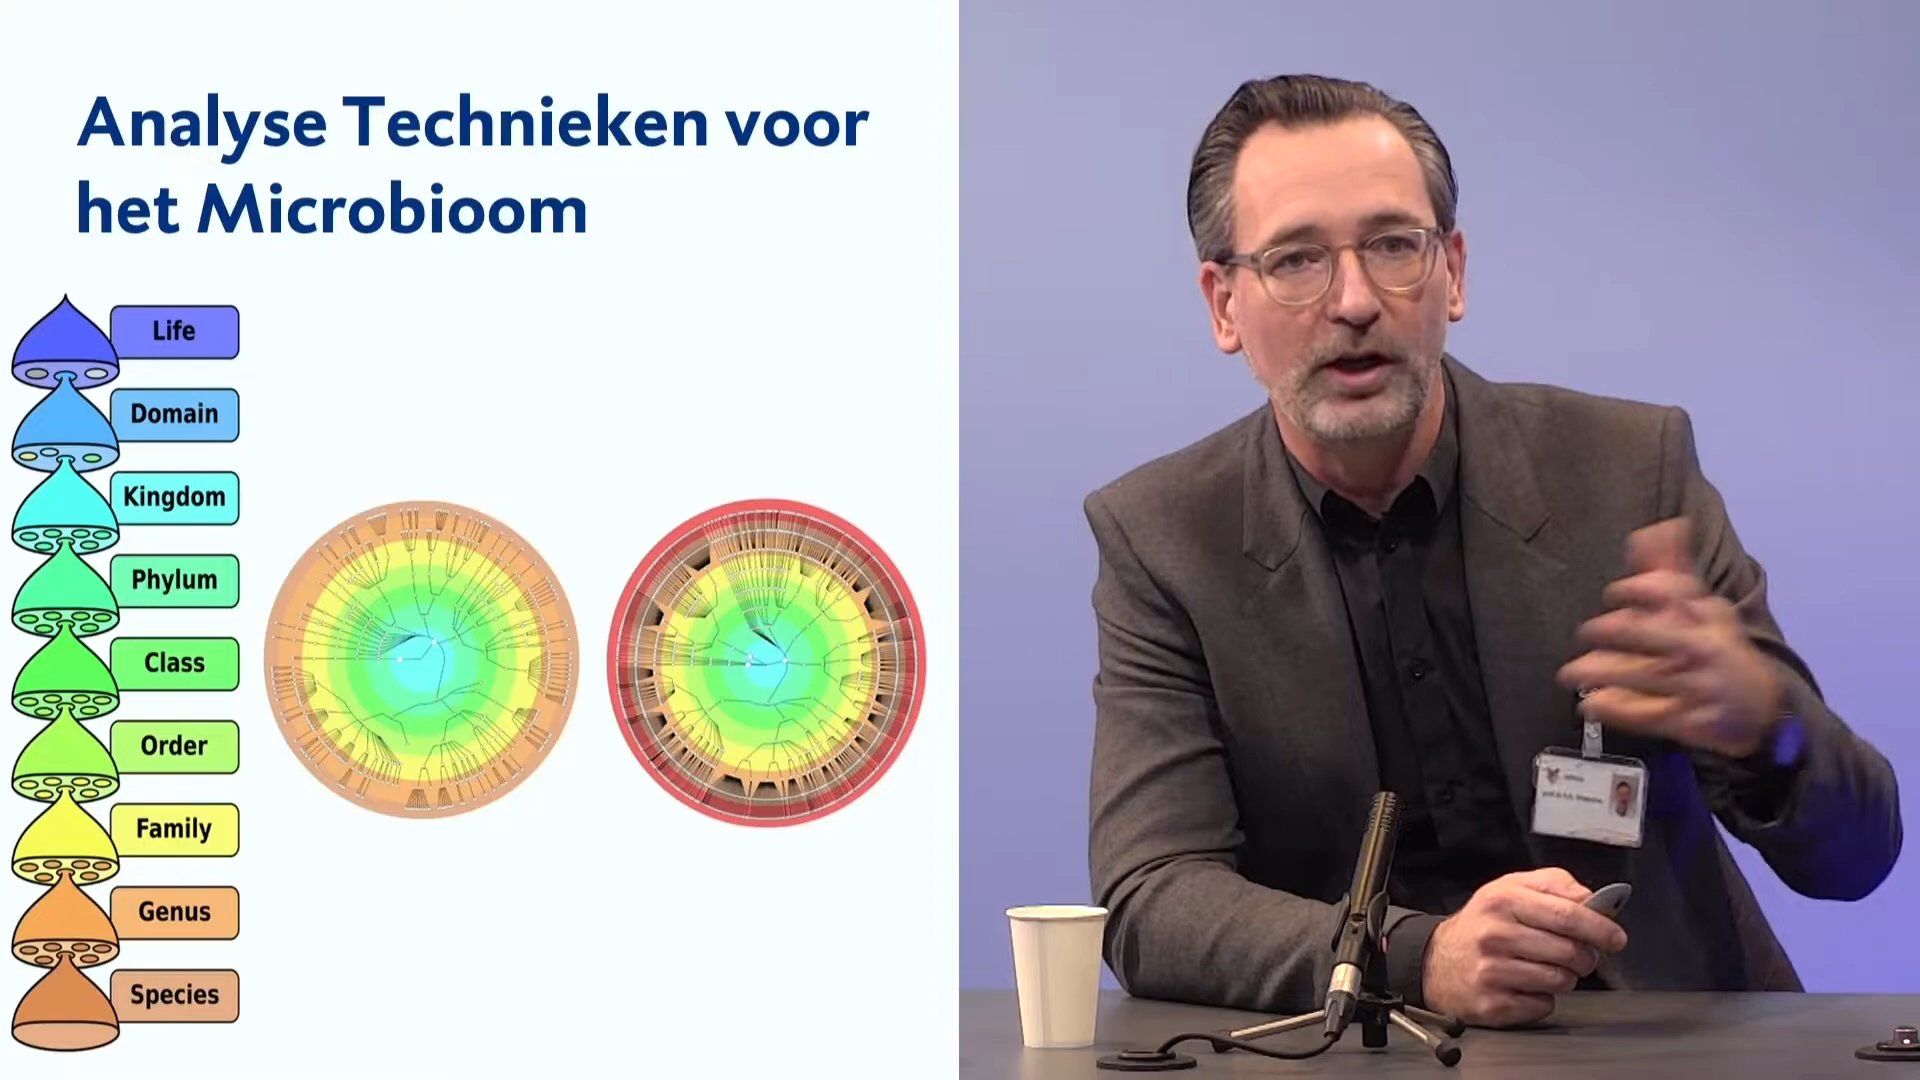 Analyse Technieken voor
het Microbioom
Life
Domain
Kingdom
Phylum
Class
Order
Family
Genus
Species